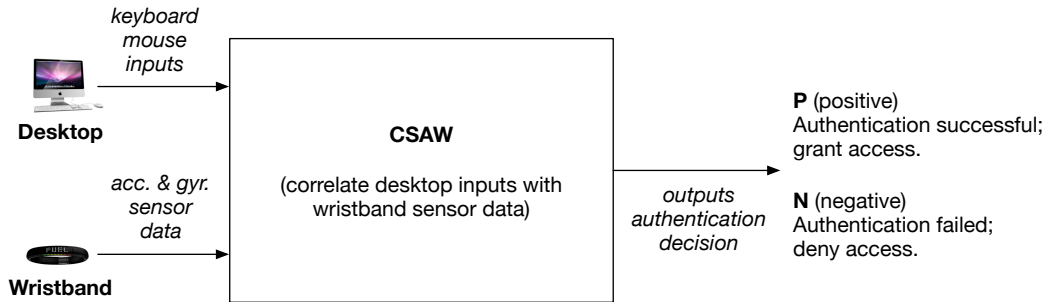 keyboard
mouse
inputs
Desktop
acc. & gyr.
sensor
data
FUEL
Wristband
CSAW
(correlate desktop inputs with
wristband sensor data)
outputs
authentication
decision
P (positive)
Authentication successful;
grant access.
N (negative)
Authentication failed;
deny access.